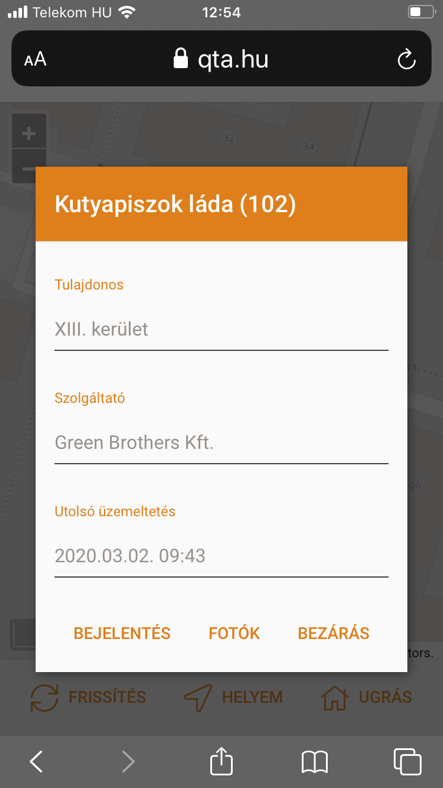 Telekom HU 12:54
AA qta.hu
+
32
34
Kutyapiszok láda (102)
Tulajdonos
XIII. kerület
Szolgáltató
Green Brothers Kft.
Utolsó üzemeltetés
2020.03.02. 09:43
BEJELENTÉS FOTÓK BEZÁRÁS
tors.
FRISSÍTÉS HELYEM UGRÁS